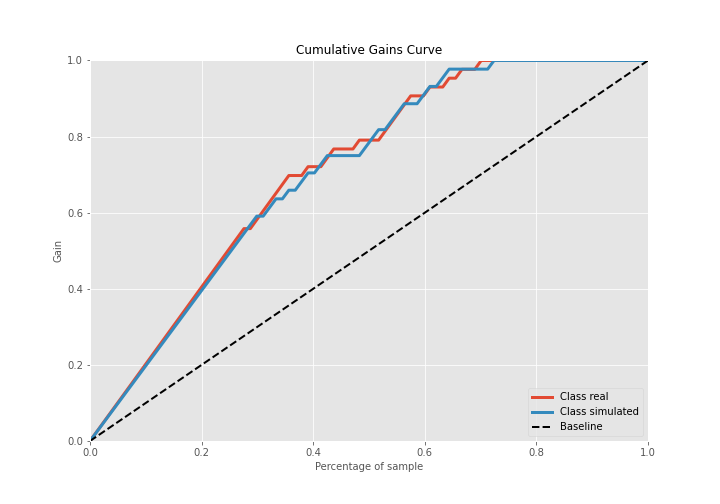 Cumulative Gains Curve
1.0
0.8
0.6
0.4
0.2
0.0
Gain
0.0 0.2 0.4 0.6 0.8 1.0
Percentage of sample
Class real
Class simulated
Baseline